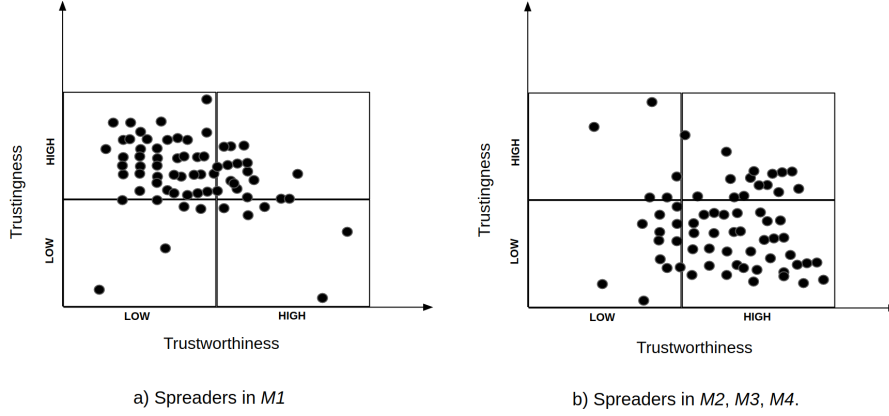 Trustingness
HIGH
LOW
LOW HIGH
Trustworthiness
a) Spreaders in M1
Trustingness
HIGH
LOW
LOW HIGH
Trustworthiness
b) Spreaders in M2, M3, M4.